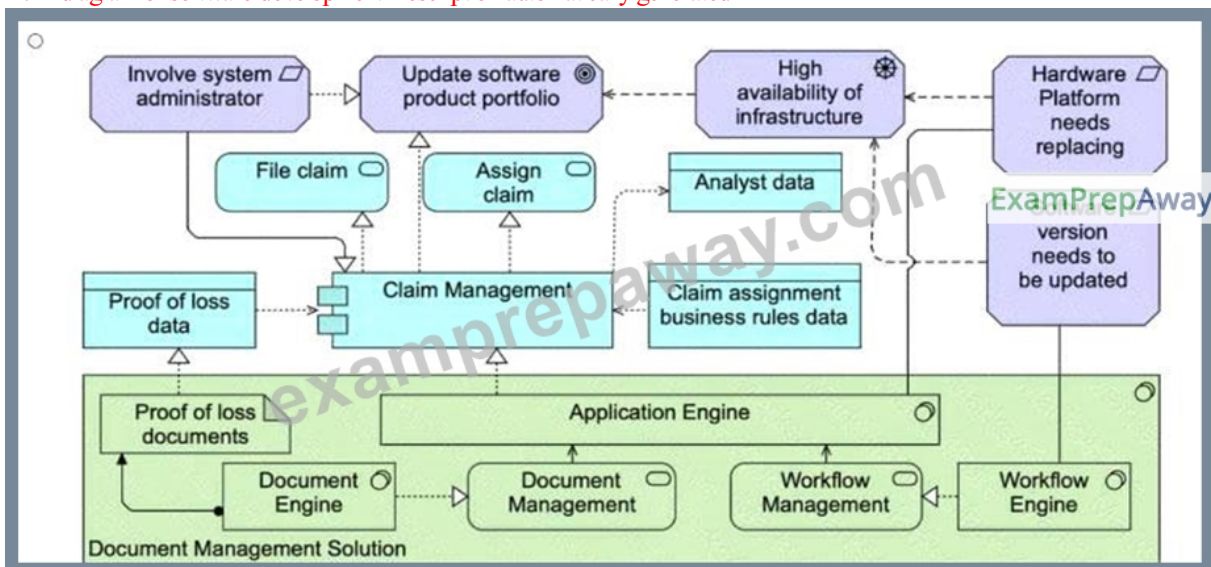 Involve system
administrator
Update software
product portfolio
High
availability of
infrastructure
Hardware
Platform
needs
replacing
File claim
Assign
claim
Analyst data
ExamPrepAway
version
needs to
be updated
Proof of loss
data
Claim Management
Claim assignment
business rules data
examprepaway.com
Proof of loss
documents
Application Engine
Document
Engine
Document
Management
Workflow
Management
Workflow
Engine
Document Management Solution